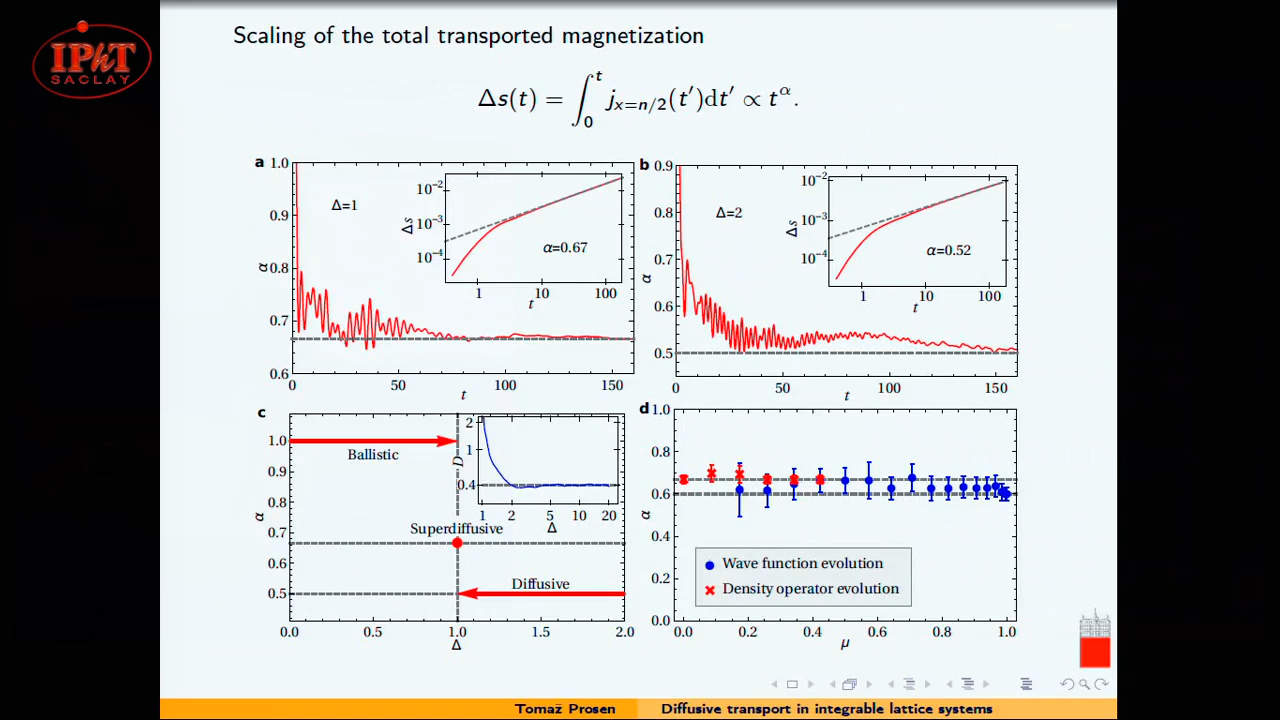 IPhT
SACLAY
Scaling of the total transported magnetization
Δs(t) = ∫₀ᵗ jₓ₌ₙ/₂(t′)dt′ ∝ tᵅ.
a
1.0
0.9
0.8
0.7
0.6
α
Δ=1
10⁻²
10⁻³
10⁻⁴
Δs
α=0.67
1 10 100
t
0 50 100 150
t
b
0.9
0.8
0.7
0.6
0.5
α
Δ=2
10⁻²
10⁻³
10⁻⁴
Δs
α=0.52
1 10 100
t
0 50 100 150
t
c
1.0
0.9
0.8
0.7
0.6
0.5
α
Ballistic
Superdiffusive
Diffusive
2
1
0.4
D
1 2 5 10 20
Δ
0.0 0.5 1.0 1.5 2.0
Δ
d
1.0
0.8
0.6
0.4
0.2
0.0
α
Wave function evolution
Density operator evolution
0.0 0.2 0.4 0.6 0.8 1.0
μ
Tomaž Prosen Diffusive transport in integrable lattice systems